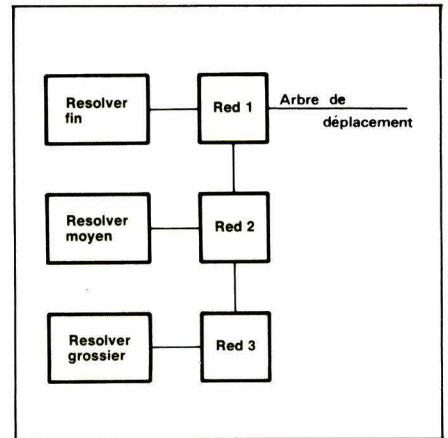 Resolver
fin
Red 1
Arbre de
déplacement
Resolver
moyen
Red 2
Resolver
grossier
Red 3